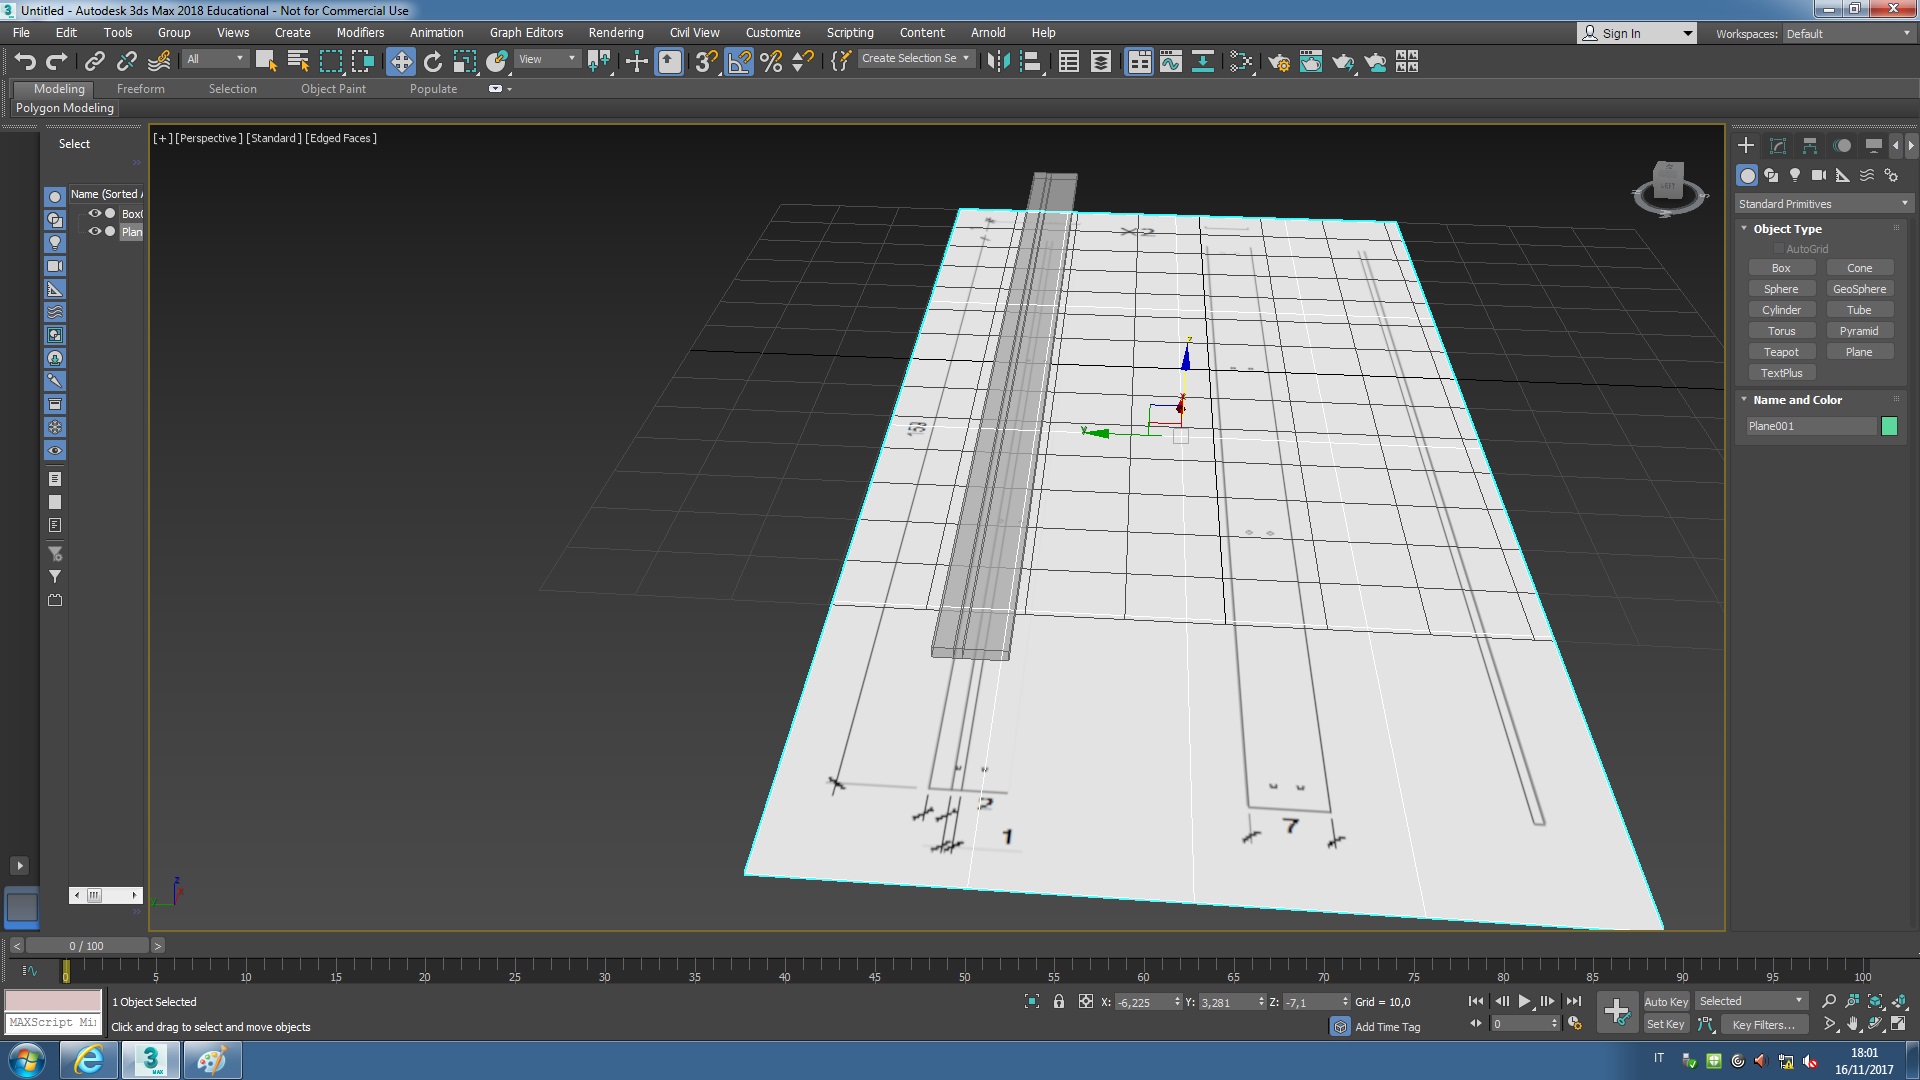 Untitled - Autodesk 3ds Max 2018 Educational - Not for Commercial Use
File Edit Tools Group Views Create Modifiers Animation Graph Editors Rendering Civil View Customize Scripting Content Arnold Help
Sign In
Workspaces: Default
All
View
Create Selection Se
Modeling Freeform Selection Object Paint Populate
Polygon Modeling
Select
[+] [Perspective] [Standard] [Edged Faces]
Name (Sorted A
Box0
Plan
Standard Primitives
Object Type
AutoGrid
Box Cone
Sphere GeoSphere
Cylinder Tube
Torus Pyramid
Teapot Plane
TextPlus
Name and Color
Plane001
X2
153
2
1
7
z
y
x
z
x
y
0 / 100
0 5 10 15 20 25 30 35 40 45 50 55 60 65 70 75 80 85 90 95 100
1 Object Selected
X: -6,225 Y: 3,281 Z: -7,1 Grid = 10,0
Auto Key Selected
MAXScript Mi
Click and drag to select and move objects
Add Time Tag
0
Set Key Key Filters...
IT
18:01
16/11/2017